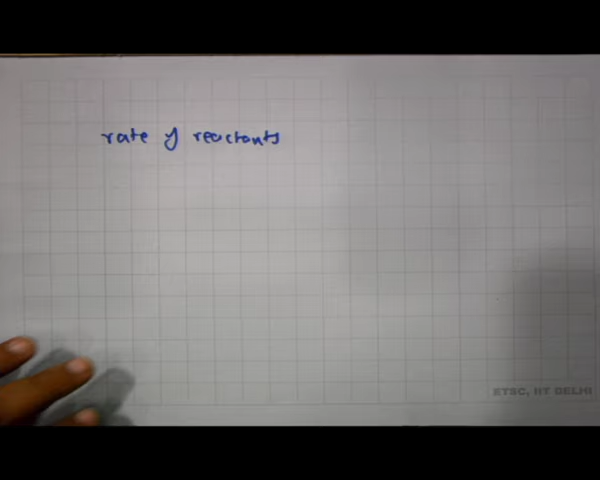 rate of reactants
ETSC, IIT DELHI